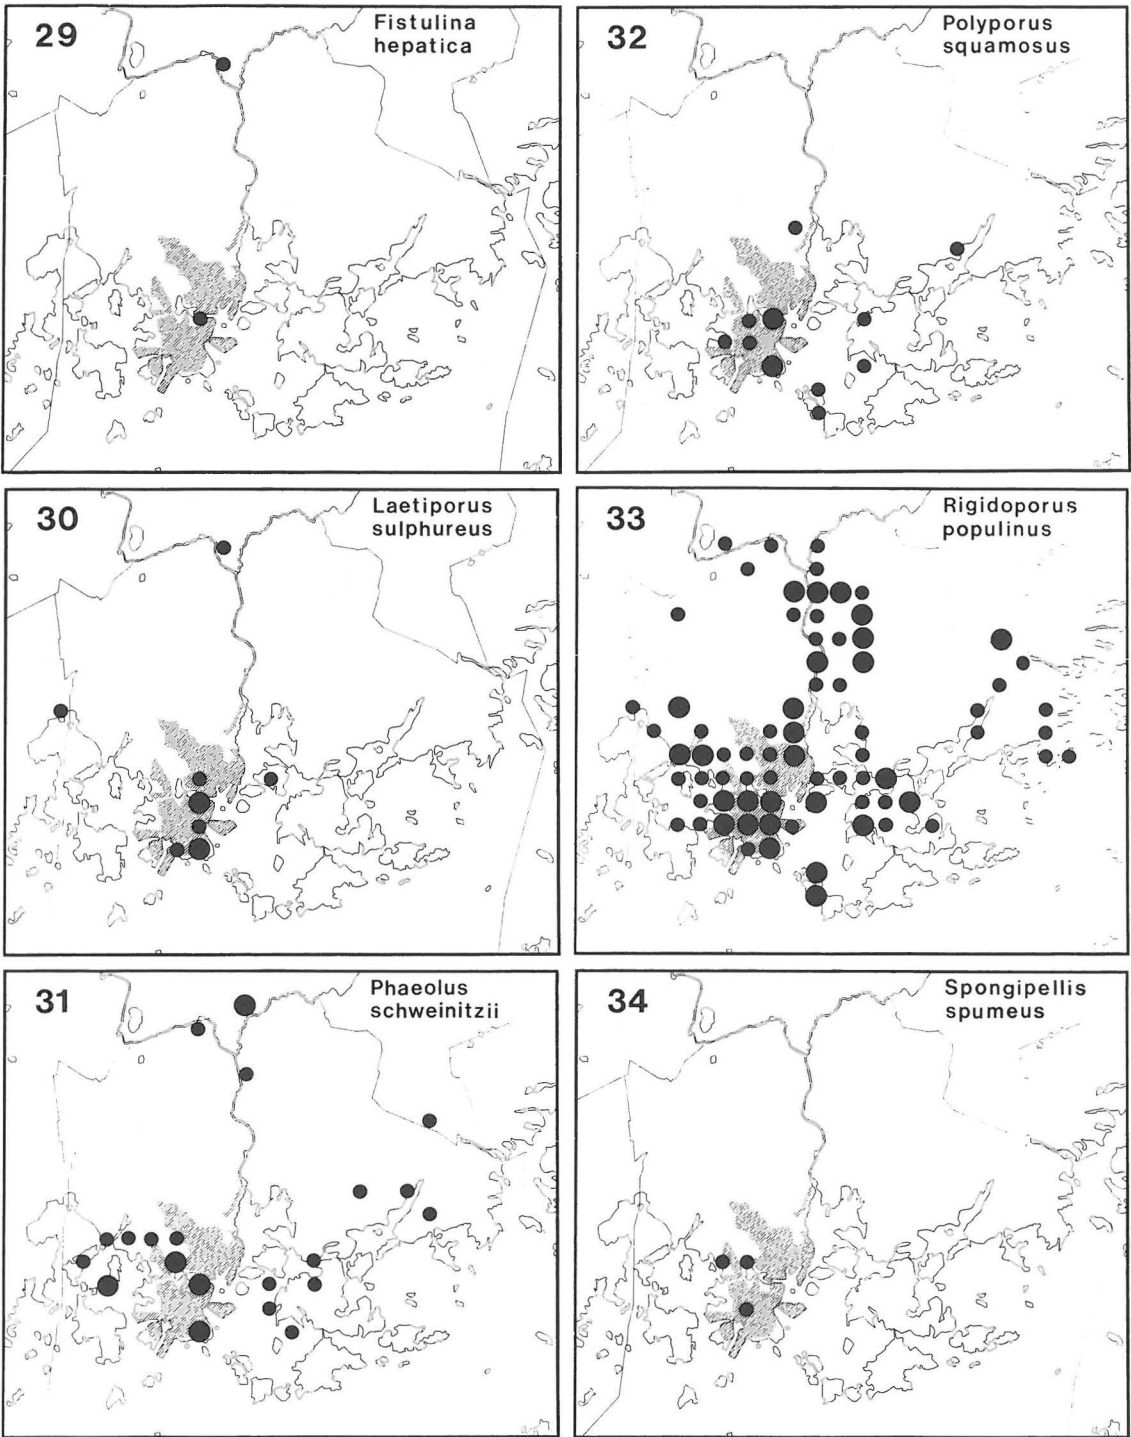 29
Fistulina
hepatica
32
Polyporus
squamosus
30
Laetiporus
sulphureus
33
Rigidoporus
populinus
31
Phaeolus
schweinitzii
34
Spongipellis
spumeus